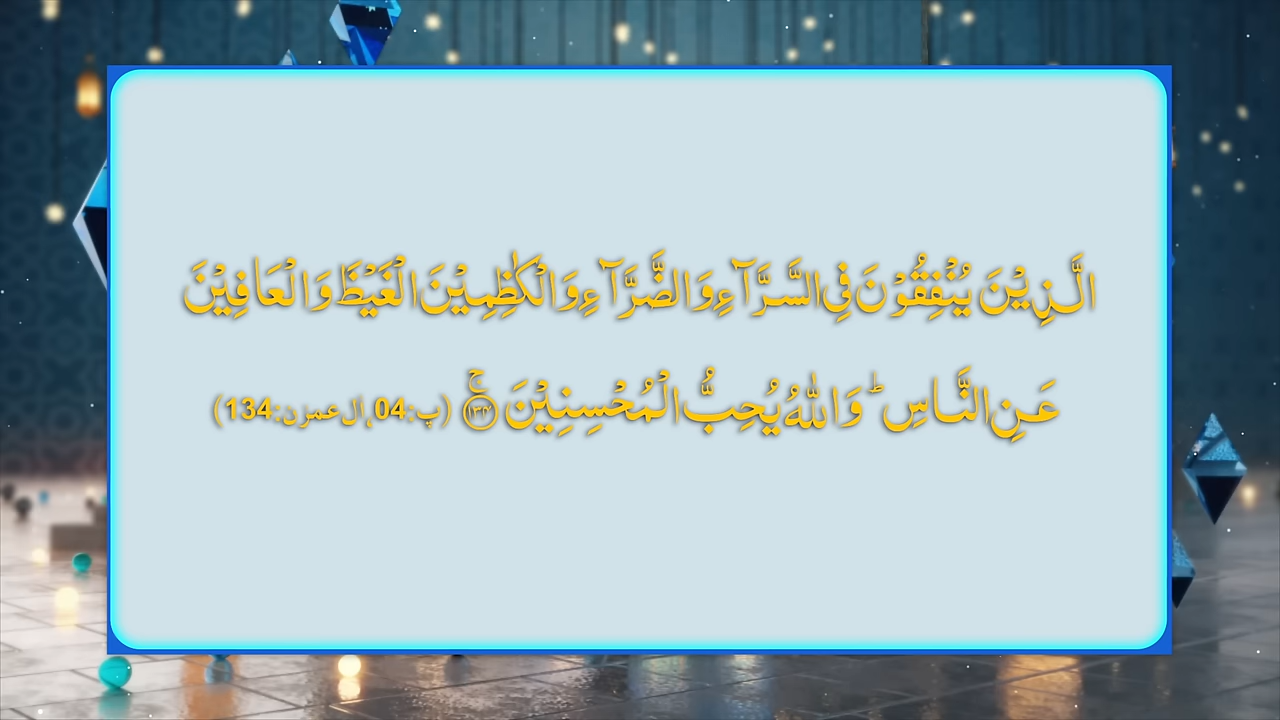 الَّذِیْنَ یُنْفِقُوْنَ فِی السَّرَّآءِ وَ الضَّرَّآءِ وَ الْكٰظِمِیْنَ الْغَیْظَ وَ الْعَافِیْنَ
عَنِ النَّاسِؕ وَ اللّٰهُ یُحِبُّ الْمُحْسِنِیْنَۚ ﴿۱۳۴﴾ (پ:04،اٰل عمرٰن:134)